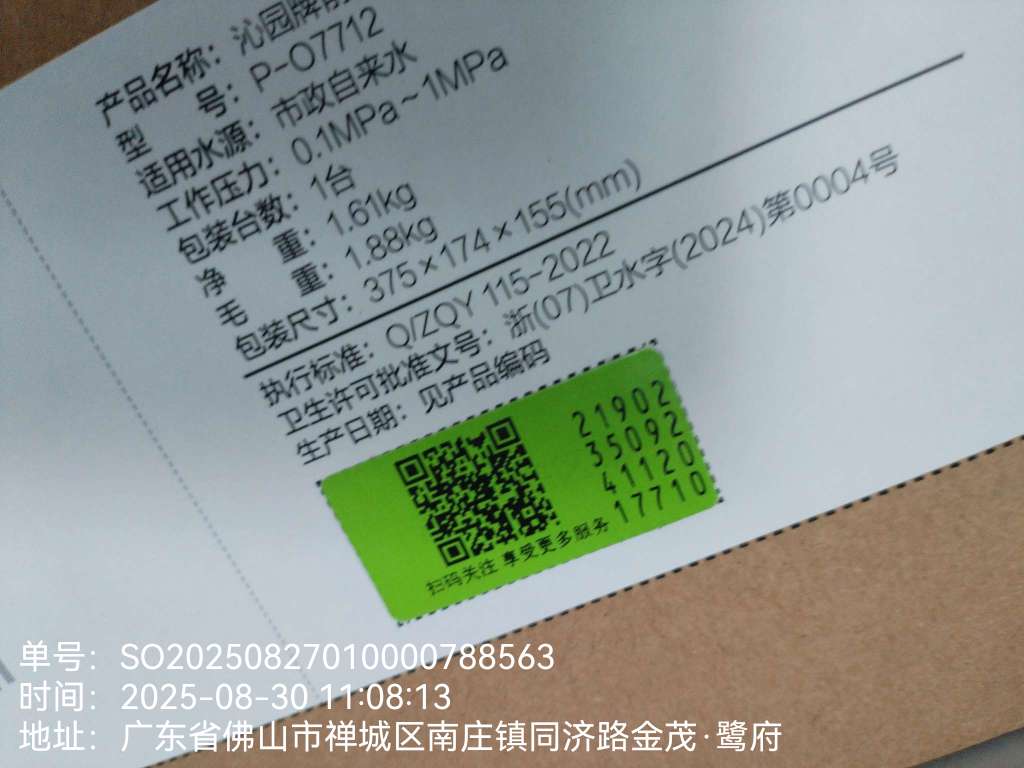 产品名称：沁园牌
型 号：P-O7712
适用水源：市政自来水
工作压力：0.1MPa~1MPa
包装台数：1台
净 重：1.61kg
毛 重：1.88kg
包装尺寸：375×174×155(mm)
执行标准：Q/ZQY 115-2022
卫生许可批准文号：浙(07)卫水字(2024)第0004号
生产日期：见产品编码
21902
35092
41120
17710
扫码关注 享受更多服务
单号：SO20250827010000788563
时间：2025-08-30 11:08:13
地址：广东省佛山市禅城区南庄镇同济路金茂·鹭府